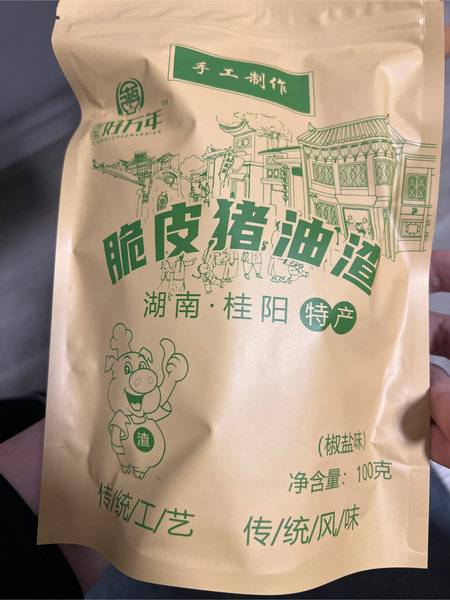 手工制作
好万年
TM
脆皮猪油渣
湖南·桂阳 特产
渣
(椒盐味)
净含量：100克
传/统/工/艺
传/统/风/味